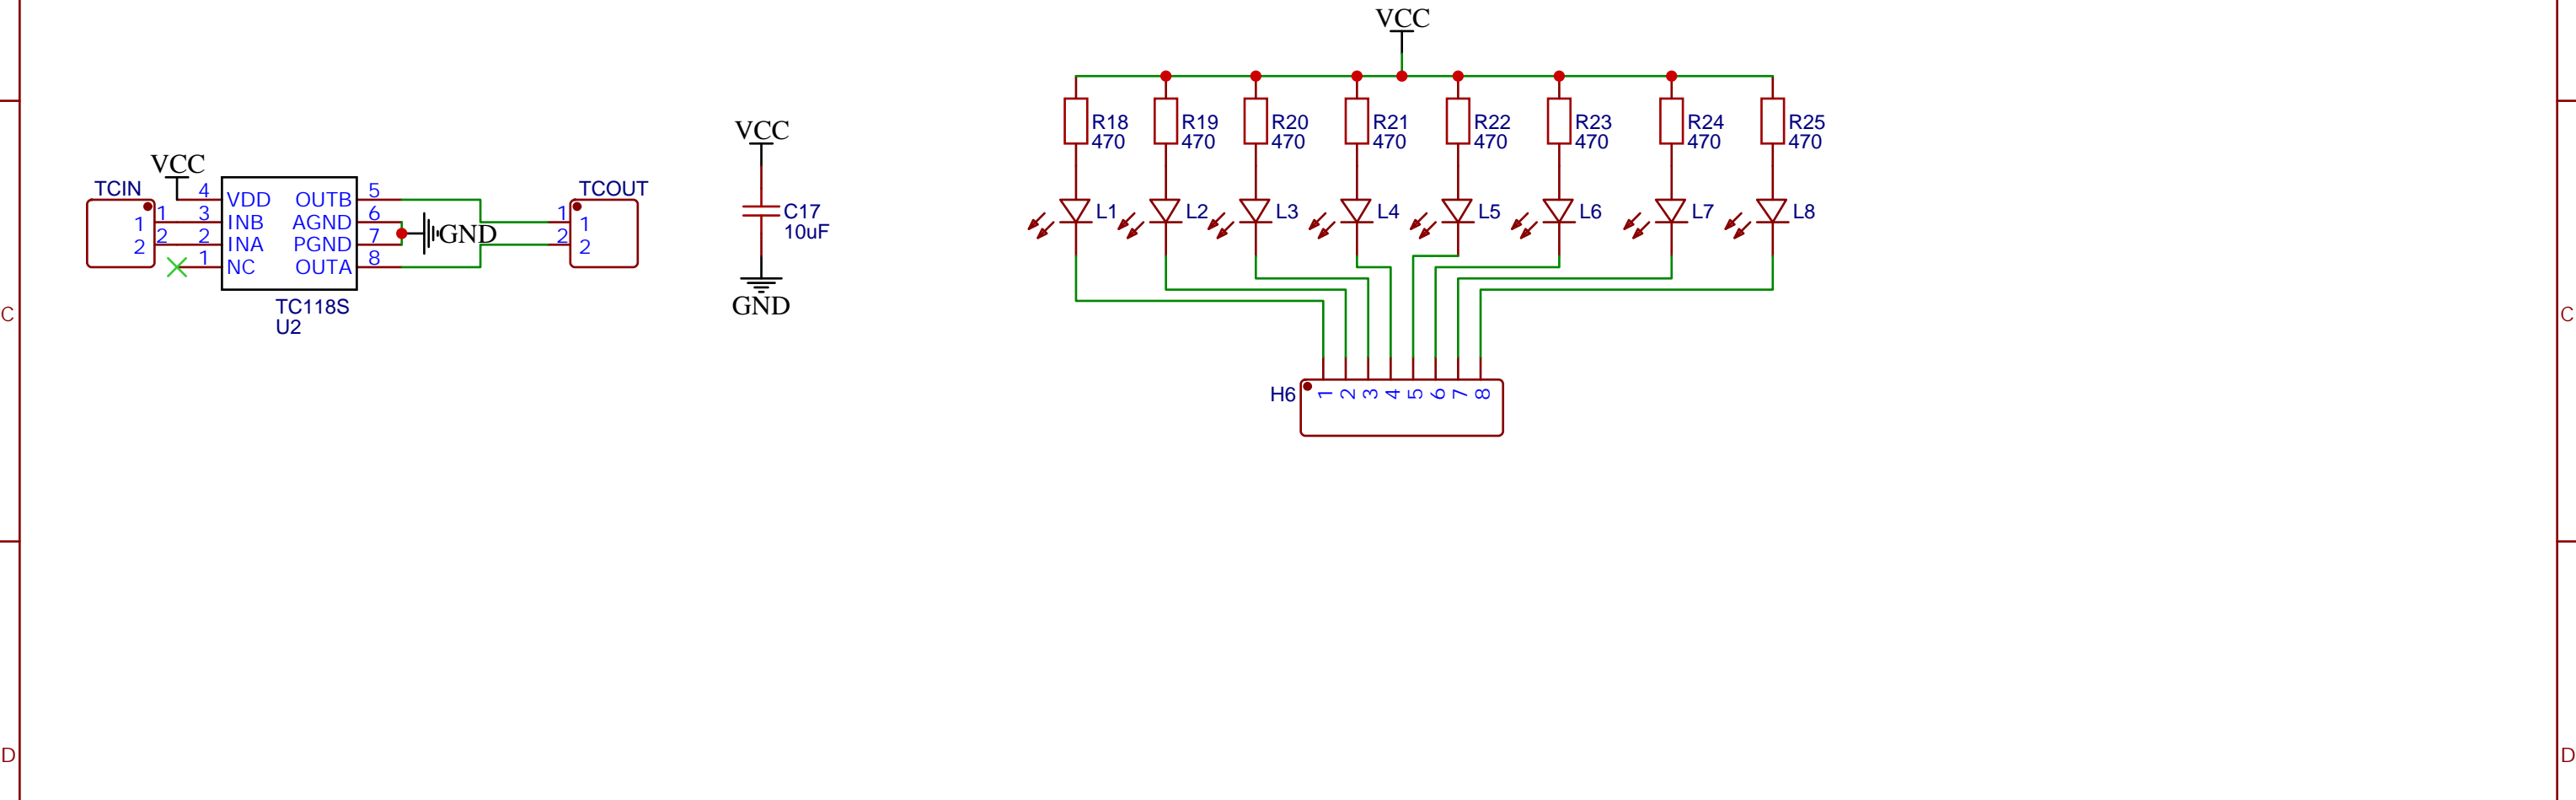 VCC
TCIN
1
2
1
2
4
3
2
1
VDD
INB
INA
NC
OUTB
AGND
PGND
OUTA
5
6
7
8
TC118S
U2
GND
TCOUT
1
2
1
2
VCC
C17
10uF
GND
VCC
R18
470
R19
470
R20
470
R21
470
R22
470
R23
470
R24
470
R25
470
L1
L2
L3
L4
L5
L6
L7
L8
H6
1
2
3
4
5
6
7
8
C
C
D
D